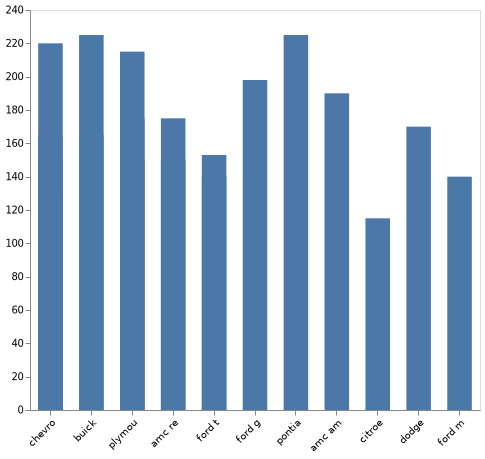 240
220
200
180
160
140
120
100
80
60
40
20
0
chevro
buick
plymou
amc re
ford t
ford g
pontia
amc am
citroe
dodge
ford m